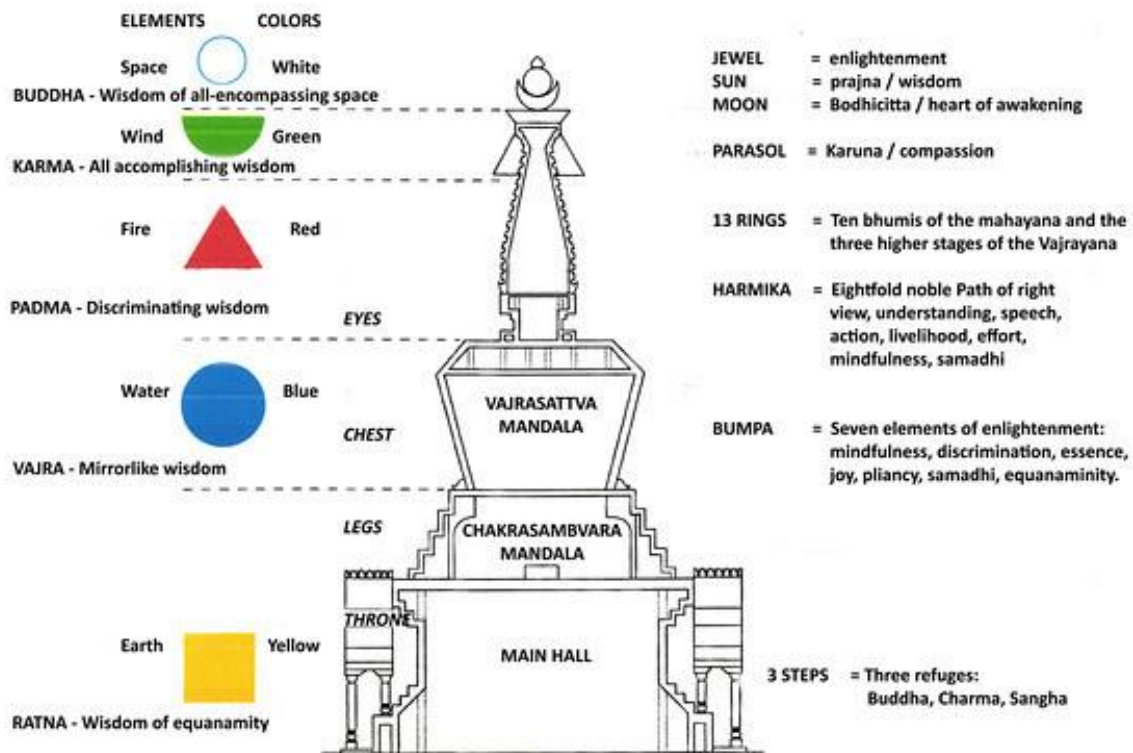 ELEMENTS COLORS
Space White
BUDDHA - Wisdom of all-encompassing space
Wind Green
KARMA - All accomplishing wisdom
Fire Red
PADMA - Discriminating wisdom
EYES
Water Blue
CHEST
VAJRA - Mirrorlike wisdom
LEGS
THRONE
Earth Yellow
RATNA - Wisdom of equanamity
VAJRASATTVA
MANDALA
CHAKRASAMBVARA
MANDALA
MAIN HALL
JEWEL = enlightenment
SUN = prajna / wisdom
MOON = Bodhicitta / heart of awakening
PARASOL = Karuna / compassion
13 RINGS = Ten bhumis of the mahayana and the
three higher stages of the Vajrayana
HARMIKA = Eightfold noble Path of right
view, understanding, speech,
action, livelihood, effort,
mindfulness, samadhi
BUMPA = Seven elements of enlightenment:
mindfulness, discrimination, essence,
joy, pliancy, samadhi, equanaminity.
3 STEPS = Three refuges:
Buddha, Charma, Sangha